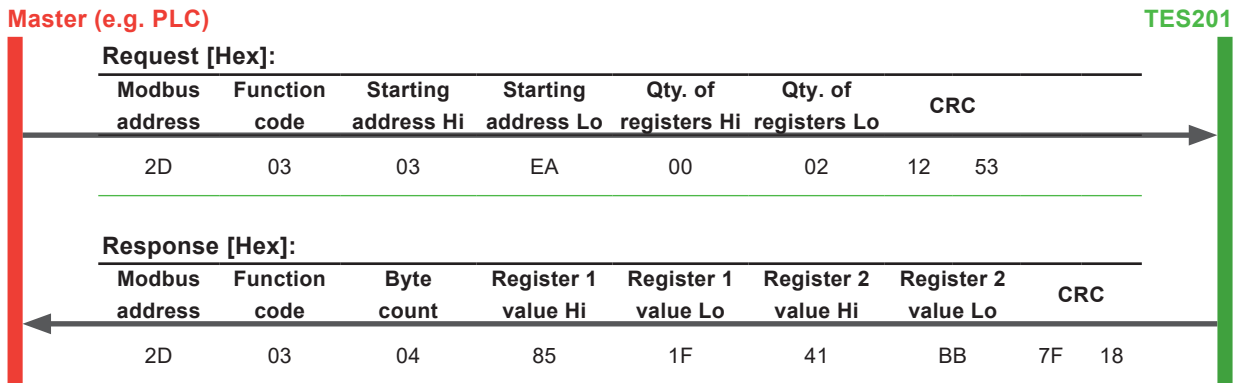 Master (e.g. PLC) TES201
Request [Hex]:
Modbus Function Starting Starting Qty. of Qty. of CRC
address code address Hi address Lo registers Hi registers Lo
2D 03 03 EA 00 02 12 53
Response [Hex]:
Modbus Function Byte Register 1 Register 1 Register 2 Register 2 CRC
address code count value Hi value Lo value Hi value Lo
2D 03 04 85 1F 41 BB 7F 18